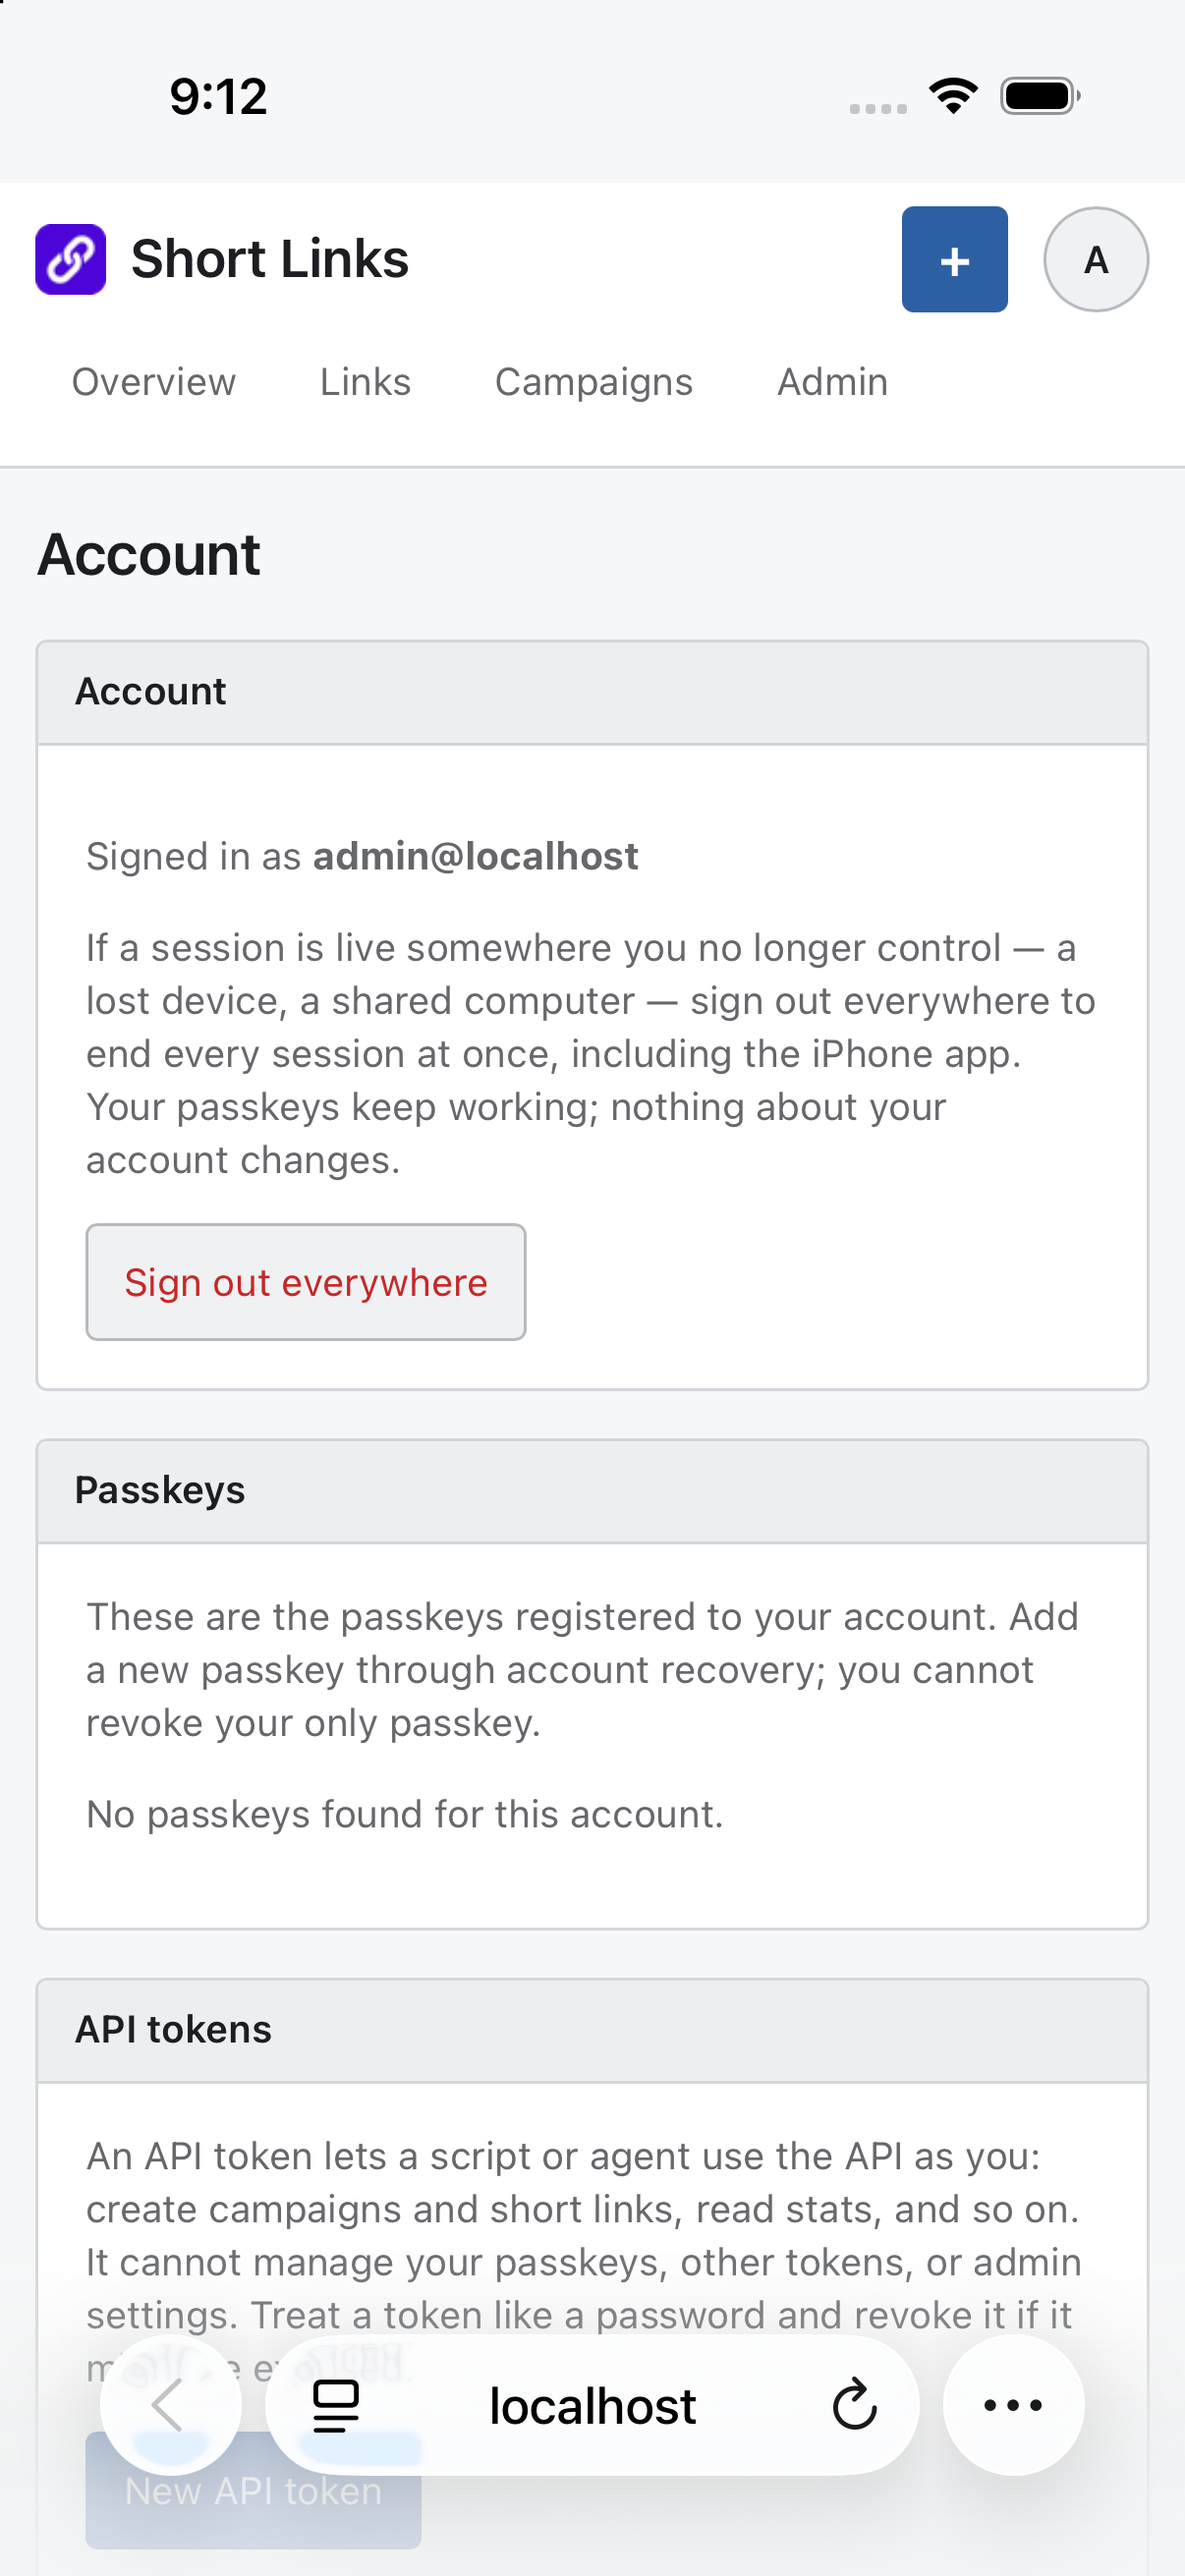 9:12
Short Links
+
A
Overview Links Campaigns Admin
Account
Account
Signed in as admin@localhost
If a session is live somewhere you no longer control — a
lost device, a shared computer — sign out everywhere to
end every session at once, including the iPhone app.
Your passkeys keep working; nothing about your
account changes.
Sign out everywhere
Passkeys
These are the passkeys registered to your account. Add
a new passkey through account recovery; you cannot
revoke your only passkey.
No passkeys found for this account.
API tokens
An API token lets a script or agent use the API as you:
create campaigns and short links, read stats, and so on.
It cannot manage your passkeys, other tokens, or admin
settings. Treat a token like a password and revoke it if it
localhost
New API token